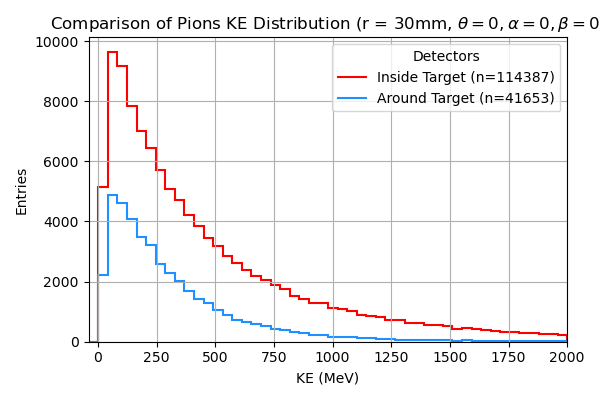 Comparison of Pions KE Distribution (r = 30mm, θ = 0, α = 0, β = 0
10000
8000
6000
4000
2000
0
Entries
Detectors
Inside Target (n=114387)
Around Target (n=41653)
0 250 500 750 1000 1250 1500 1750 2000
KE (MeV)